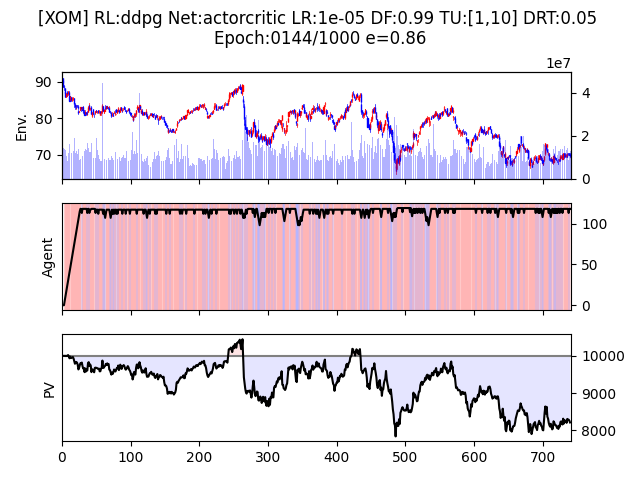 [XOM] RL:ddpg Net:actorcritic LR:1e-05 DF:0.99 TU:[1,10] DRT:0.05
Epoch:0144/1000 e=0.86
1e7
90
80
70
Env.
4
2
0
Agent
100
50
0
PV
10000
9000
8000
0 100 200 300 400 500 600 700